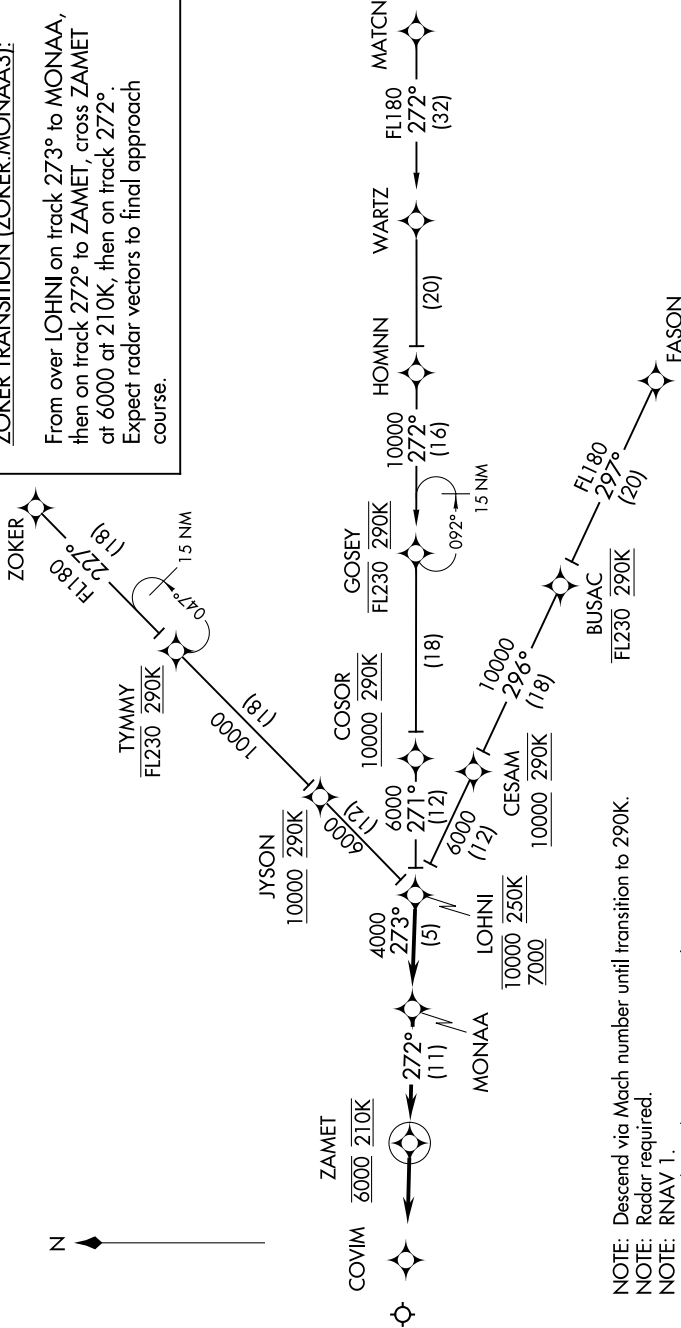 ZOKER TRANSITION (ZOKER.MONAA3):
From over LOHNI on track 273° to MONAA,
then on track 272° to ZAMET, cross ZAMET
at 6000 at 210K, then on track 272°.
Expect radar vectors to final approach
course.
ZOKER
FL180
227°
(18)
15 NM
047°
TYMMY
FL230 290K
10000
(18)
JYSON
10000 290K
6000
(12)
MATCN
FL180
272°
(32)
WARTZ
(20)
HOMNN
10000
272°
(16)
15 NM
092°
GOSEY
FL230 290K
(18)
COSOR
10000 290K
6000
271°
(12)
FASON
FL180
297°
(20)
BUSAC
FL230 290K
10000
296°
(18)
CESAM
10000 290K
6000
(12)
LOHNI
10000 250K
7000
4000
273°
(5)
MONAA
272°
(11)
ZAMET
6000 210K
COVIM
N
NOTE: Descend via Mach number until transition to 290K.
NOTE: Radar required.
NOTE: RNAV 1.